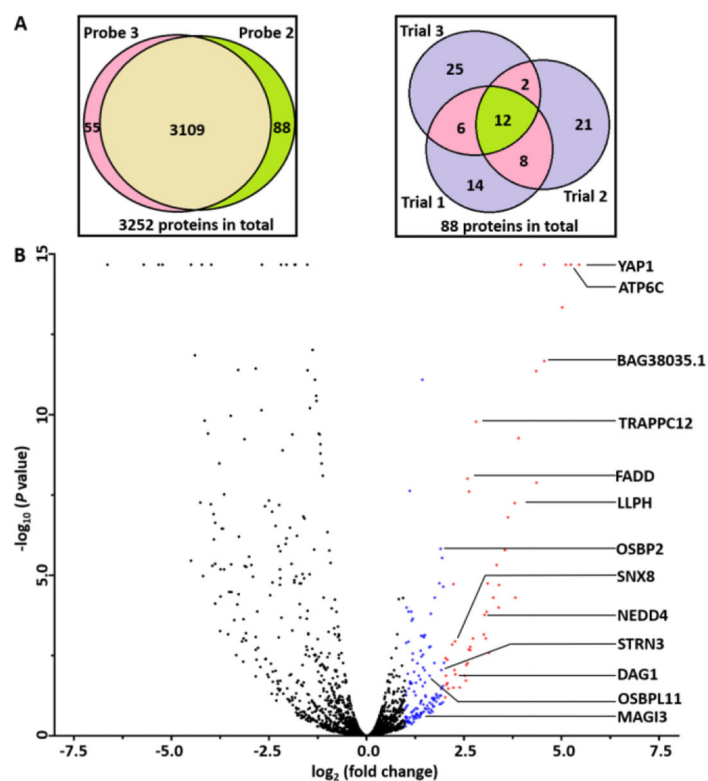 A
Probe 3
Probe 2
55
3109
88
3252 proteins in total
Trial 3
25
2
12
6
21
8
14
Trial 1
Trial 2
88 proteins in total
B
15
10
5.0
0
-log10 (P value)
YAP1
ATP6C
BAG38035.1
TRAPPC12
FADD
LLPH
OSBP2
SNX8
NEDD4
STRN3
DAG1
OSBPL11
MAGI3
-7.5
-5.0
-2.5
0.0
2.5
5.0
7.5
log2 (fold change)